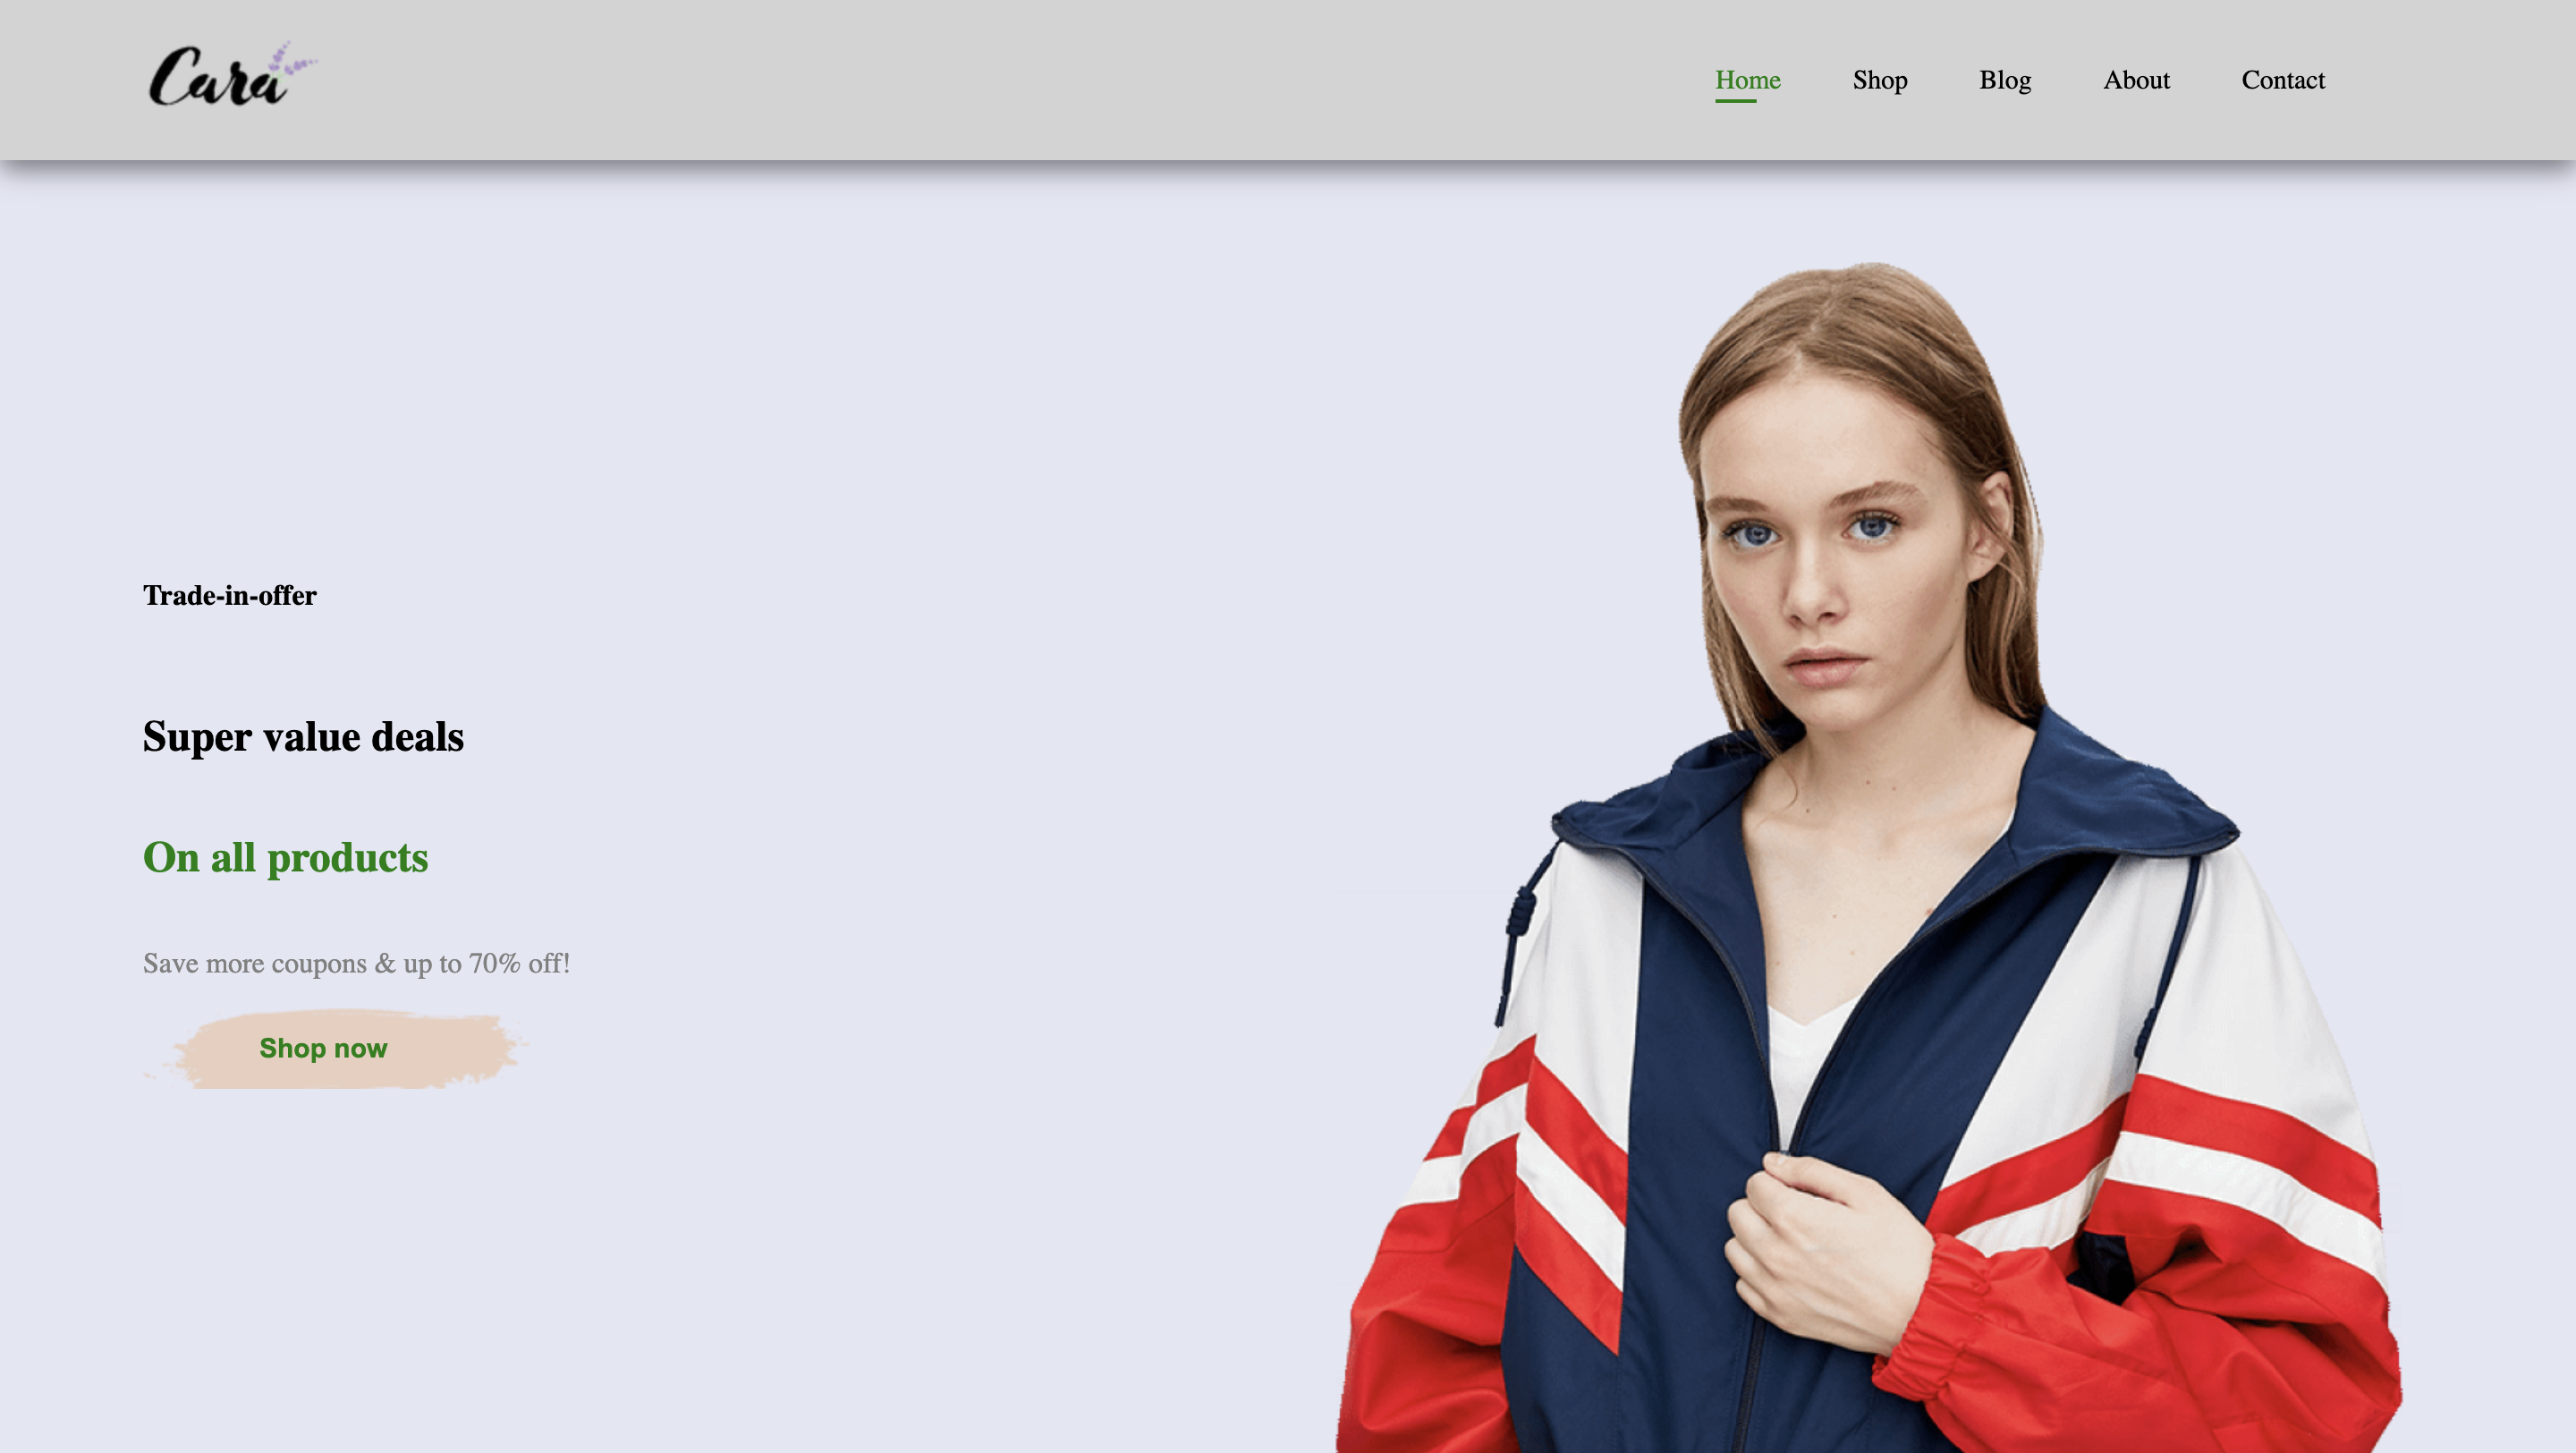 Cara
Home Shop Blog About Contact
Trade-in-offer
Super value deals
On all products
Save more coupons & up to 70% off!
Shop now